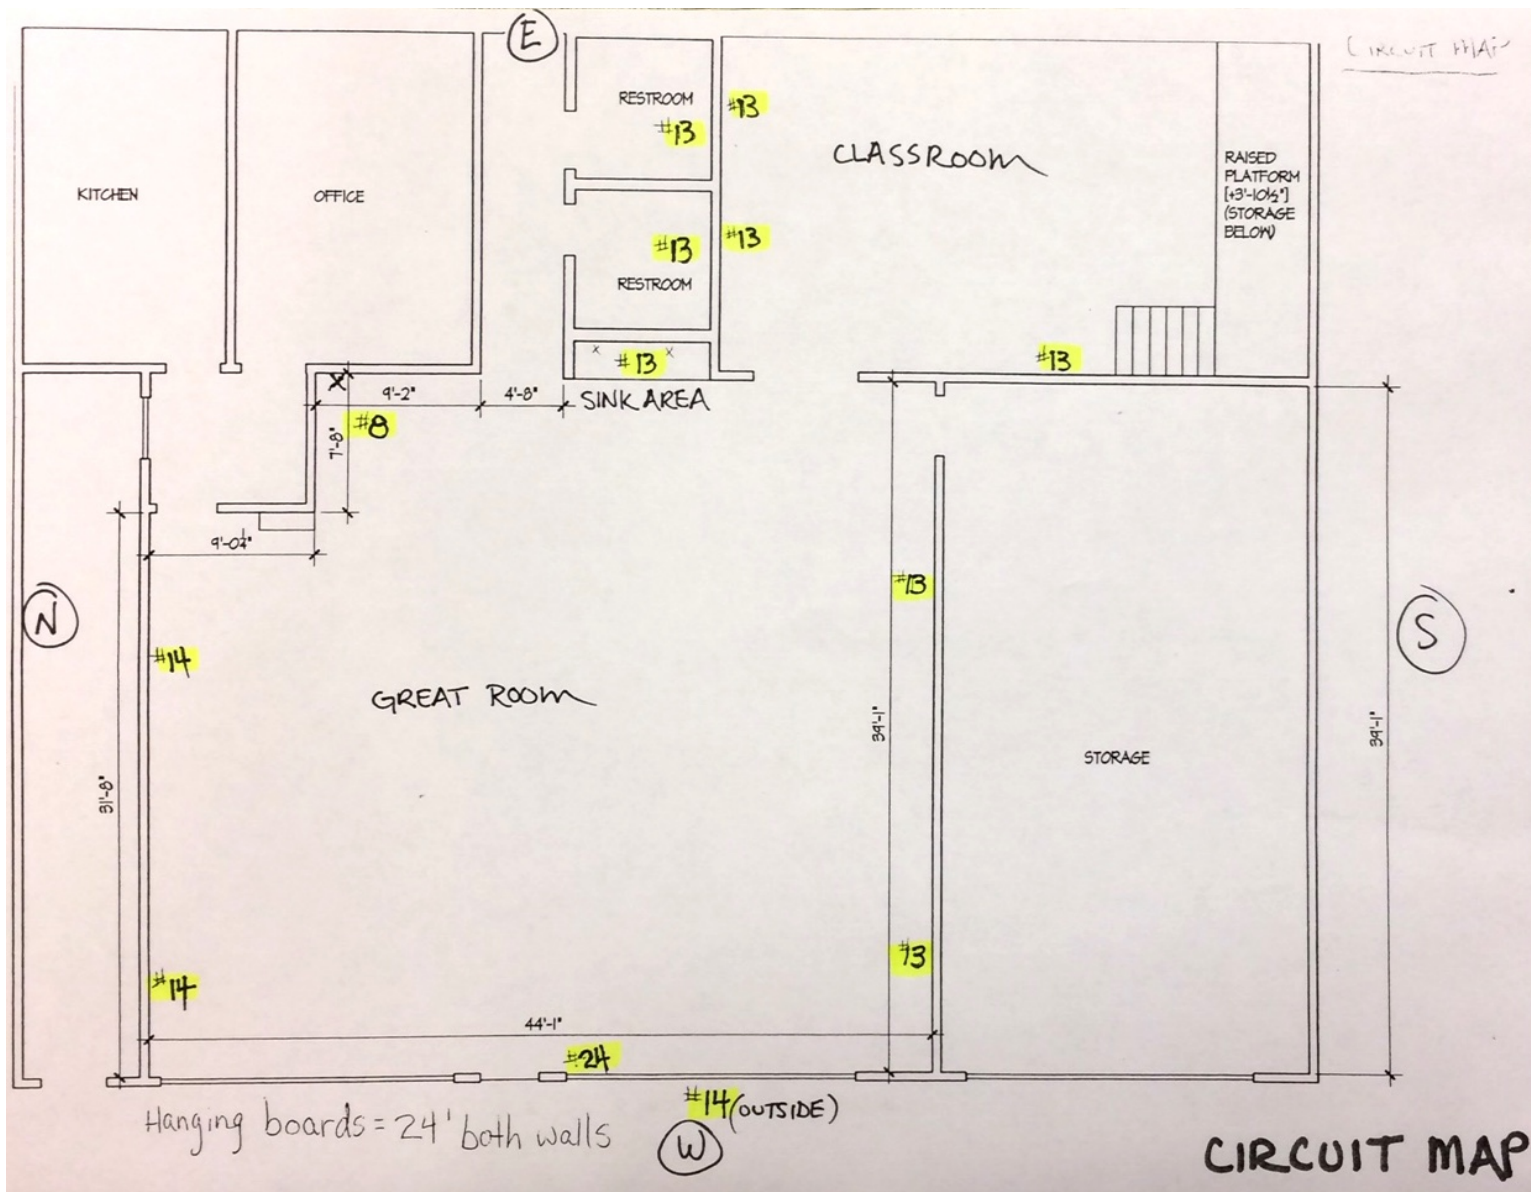 E
CIRCUIT MAP
RESTROOM
#13
#13
CLASSROOM
KITCHEN
OFFICE
RAISED
PLATFORM
[+3'-10½"]
(STORAGE
BELOW)
#13
#13
RESTROOM
#13
#13
9'-2"
4'-8"
SINK AREA
#8
7'-8"
9'-0¼"
N
#13
S
#14
GREAT ROOM
39'-1"
39'-1"
STORAGE
31'-8"
#13
#14
44'-1"
#24
#14 (OUTSIDE)
Hanging boards = 24' both walls
W
CIRCUIT MAP